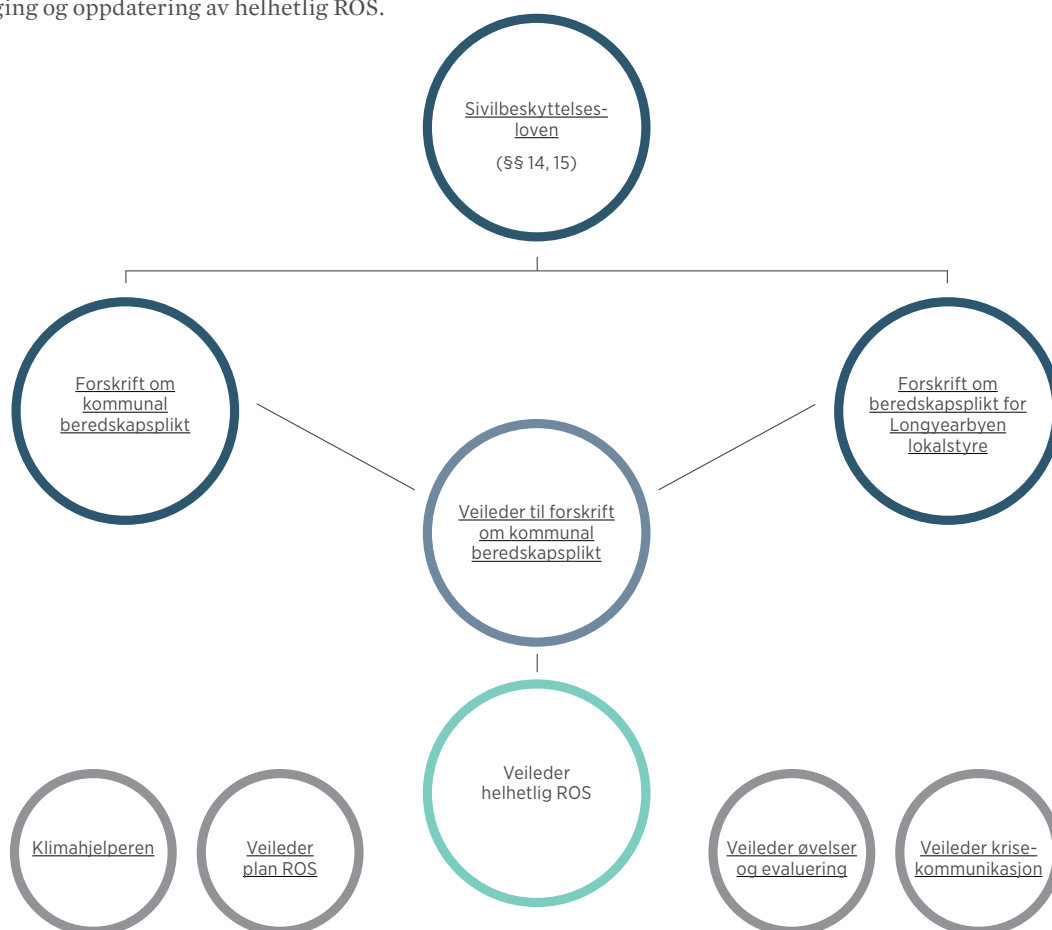 ging og oppdatering av helhetlig ROS.
Sivilbeskyttelses-
loven
(§§ 14, 15)
Forskrift om
kommunal
beredskapsplikt
Forskrift om
beredskapsplikt for
Longyearbyen
lokalstyre
Veileder til forskrift
om kommunal
beredskapsplikt
Veileder
helhetlig ROS
Klimahjelperen
Veileder
plan ROS
Veileder øvelser
og evaluering
Veileder krise-
kommunikasjon